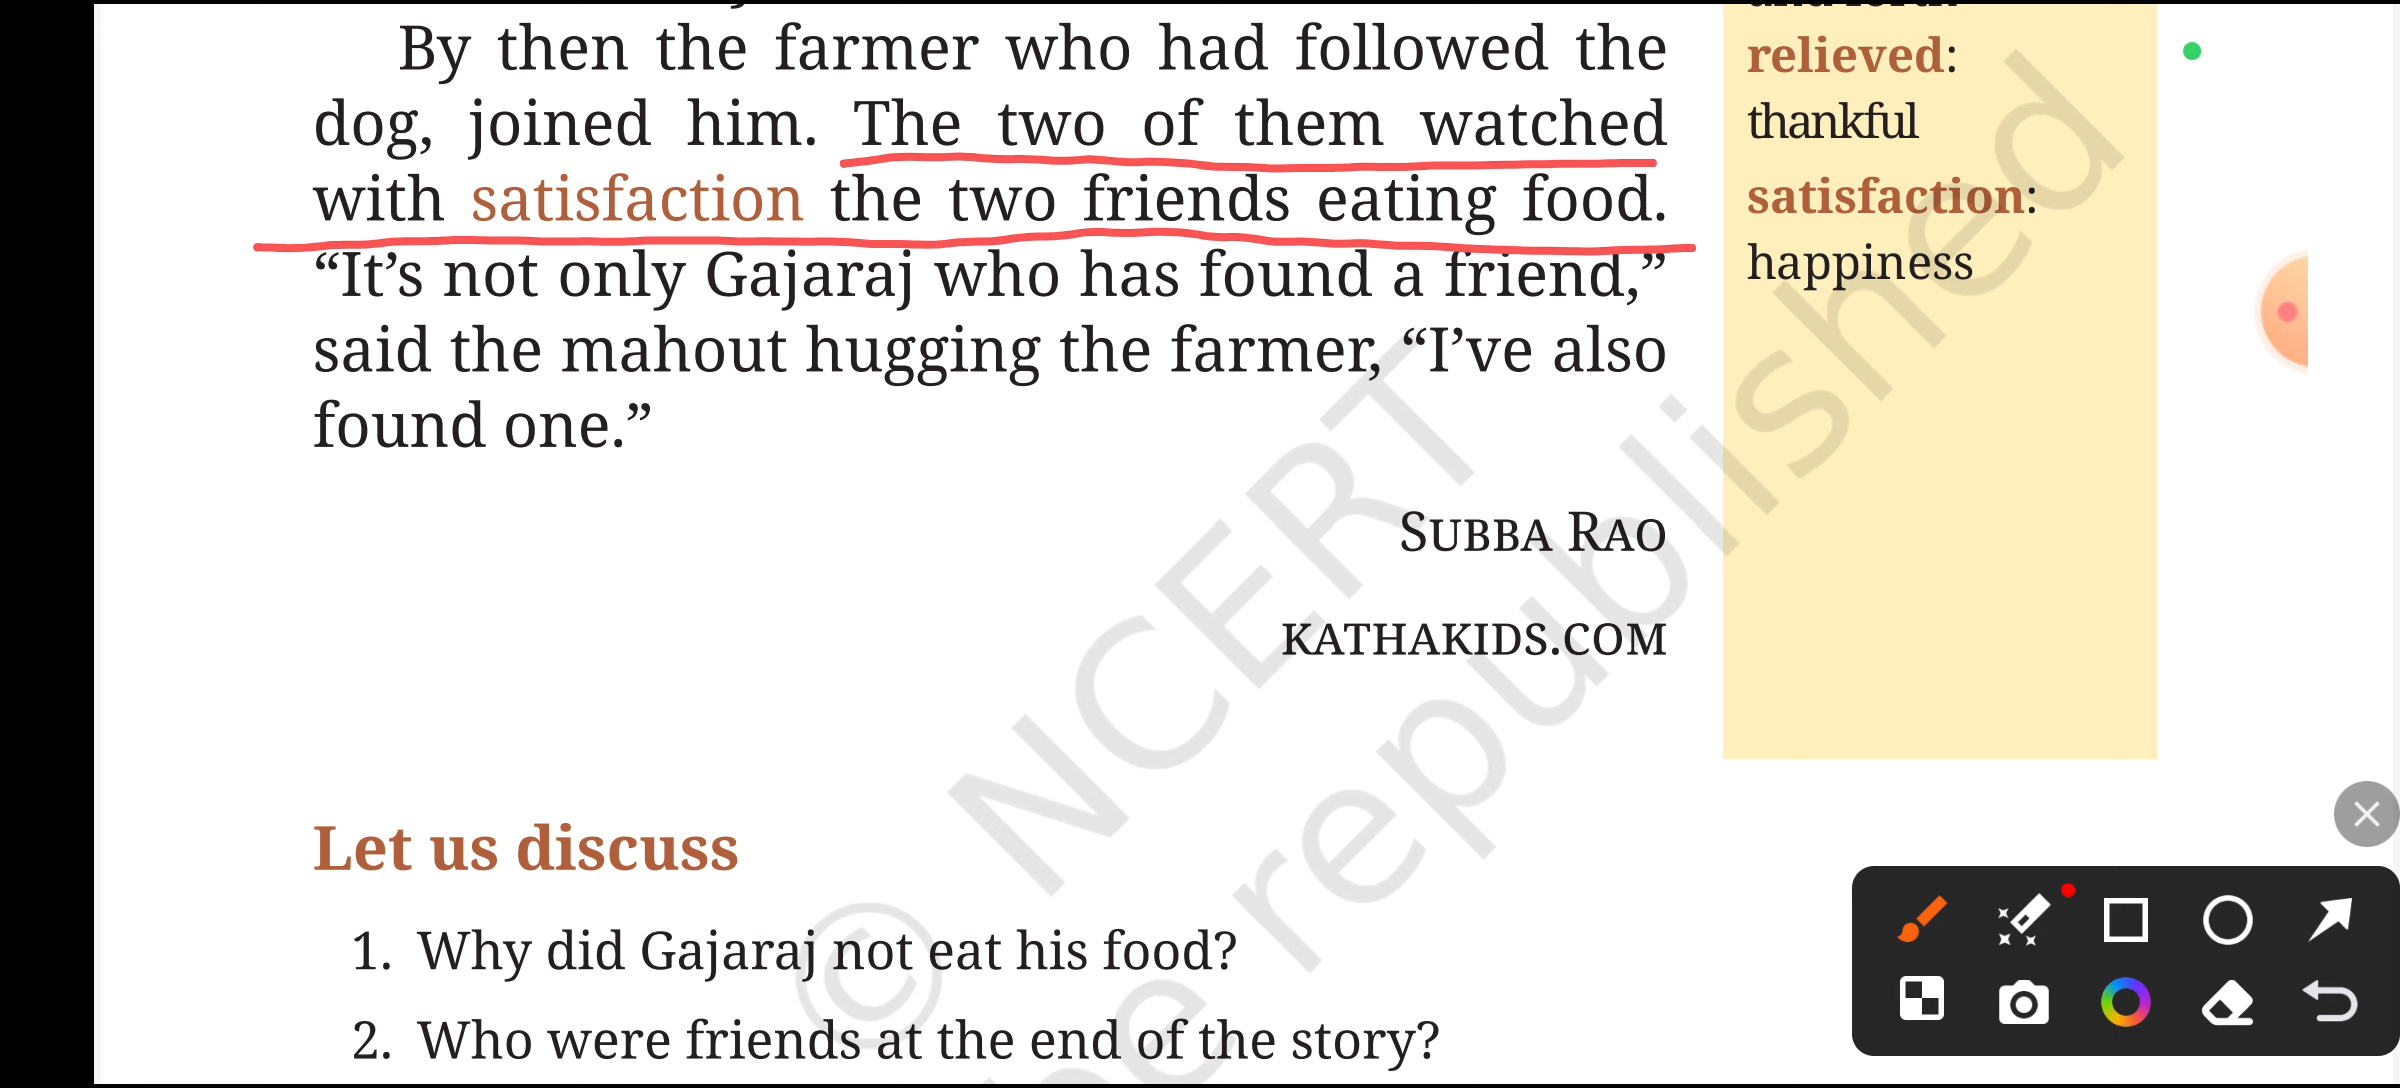 By then the farmer who had followed the
dog, joined him. The two of them watched
with satisfaction the two friends eating food.
“It’s not only Gajaraj who has found a friend,”
said the mahout hugging the farmer, “I’ve also
found one.”
SUBBA RAO
KATHAKIDS.COM
relieved:
thankful
satisfaction:
happiness
Let us discuss
1. Why did Gajaraj not eat his food?
2. Who were friends at the end of the story?
© NCERT
be republished